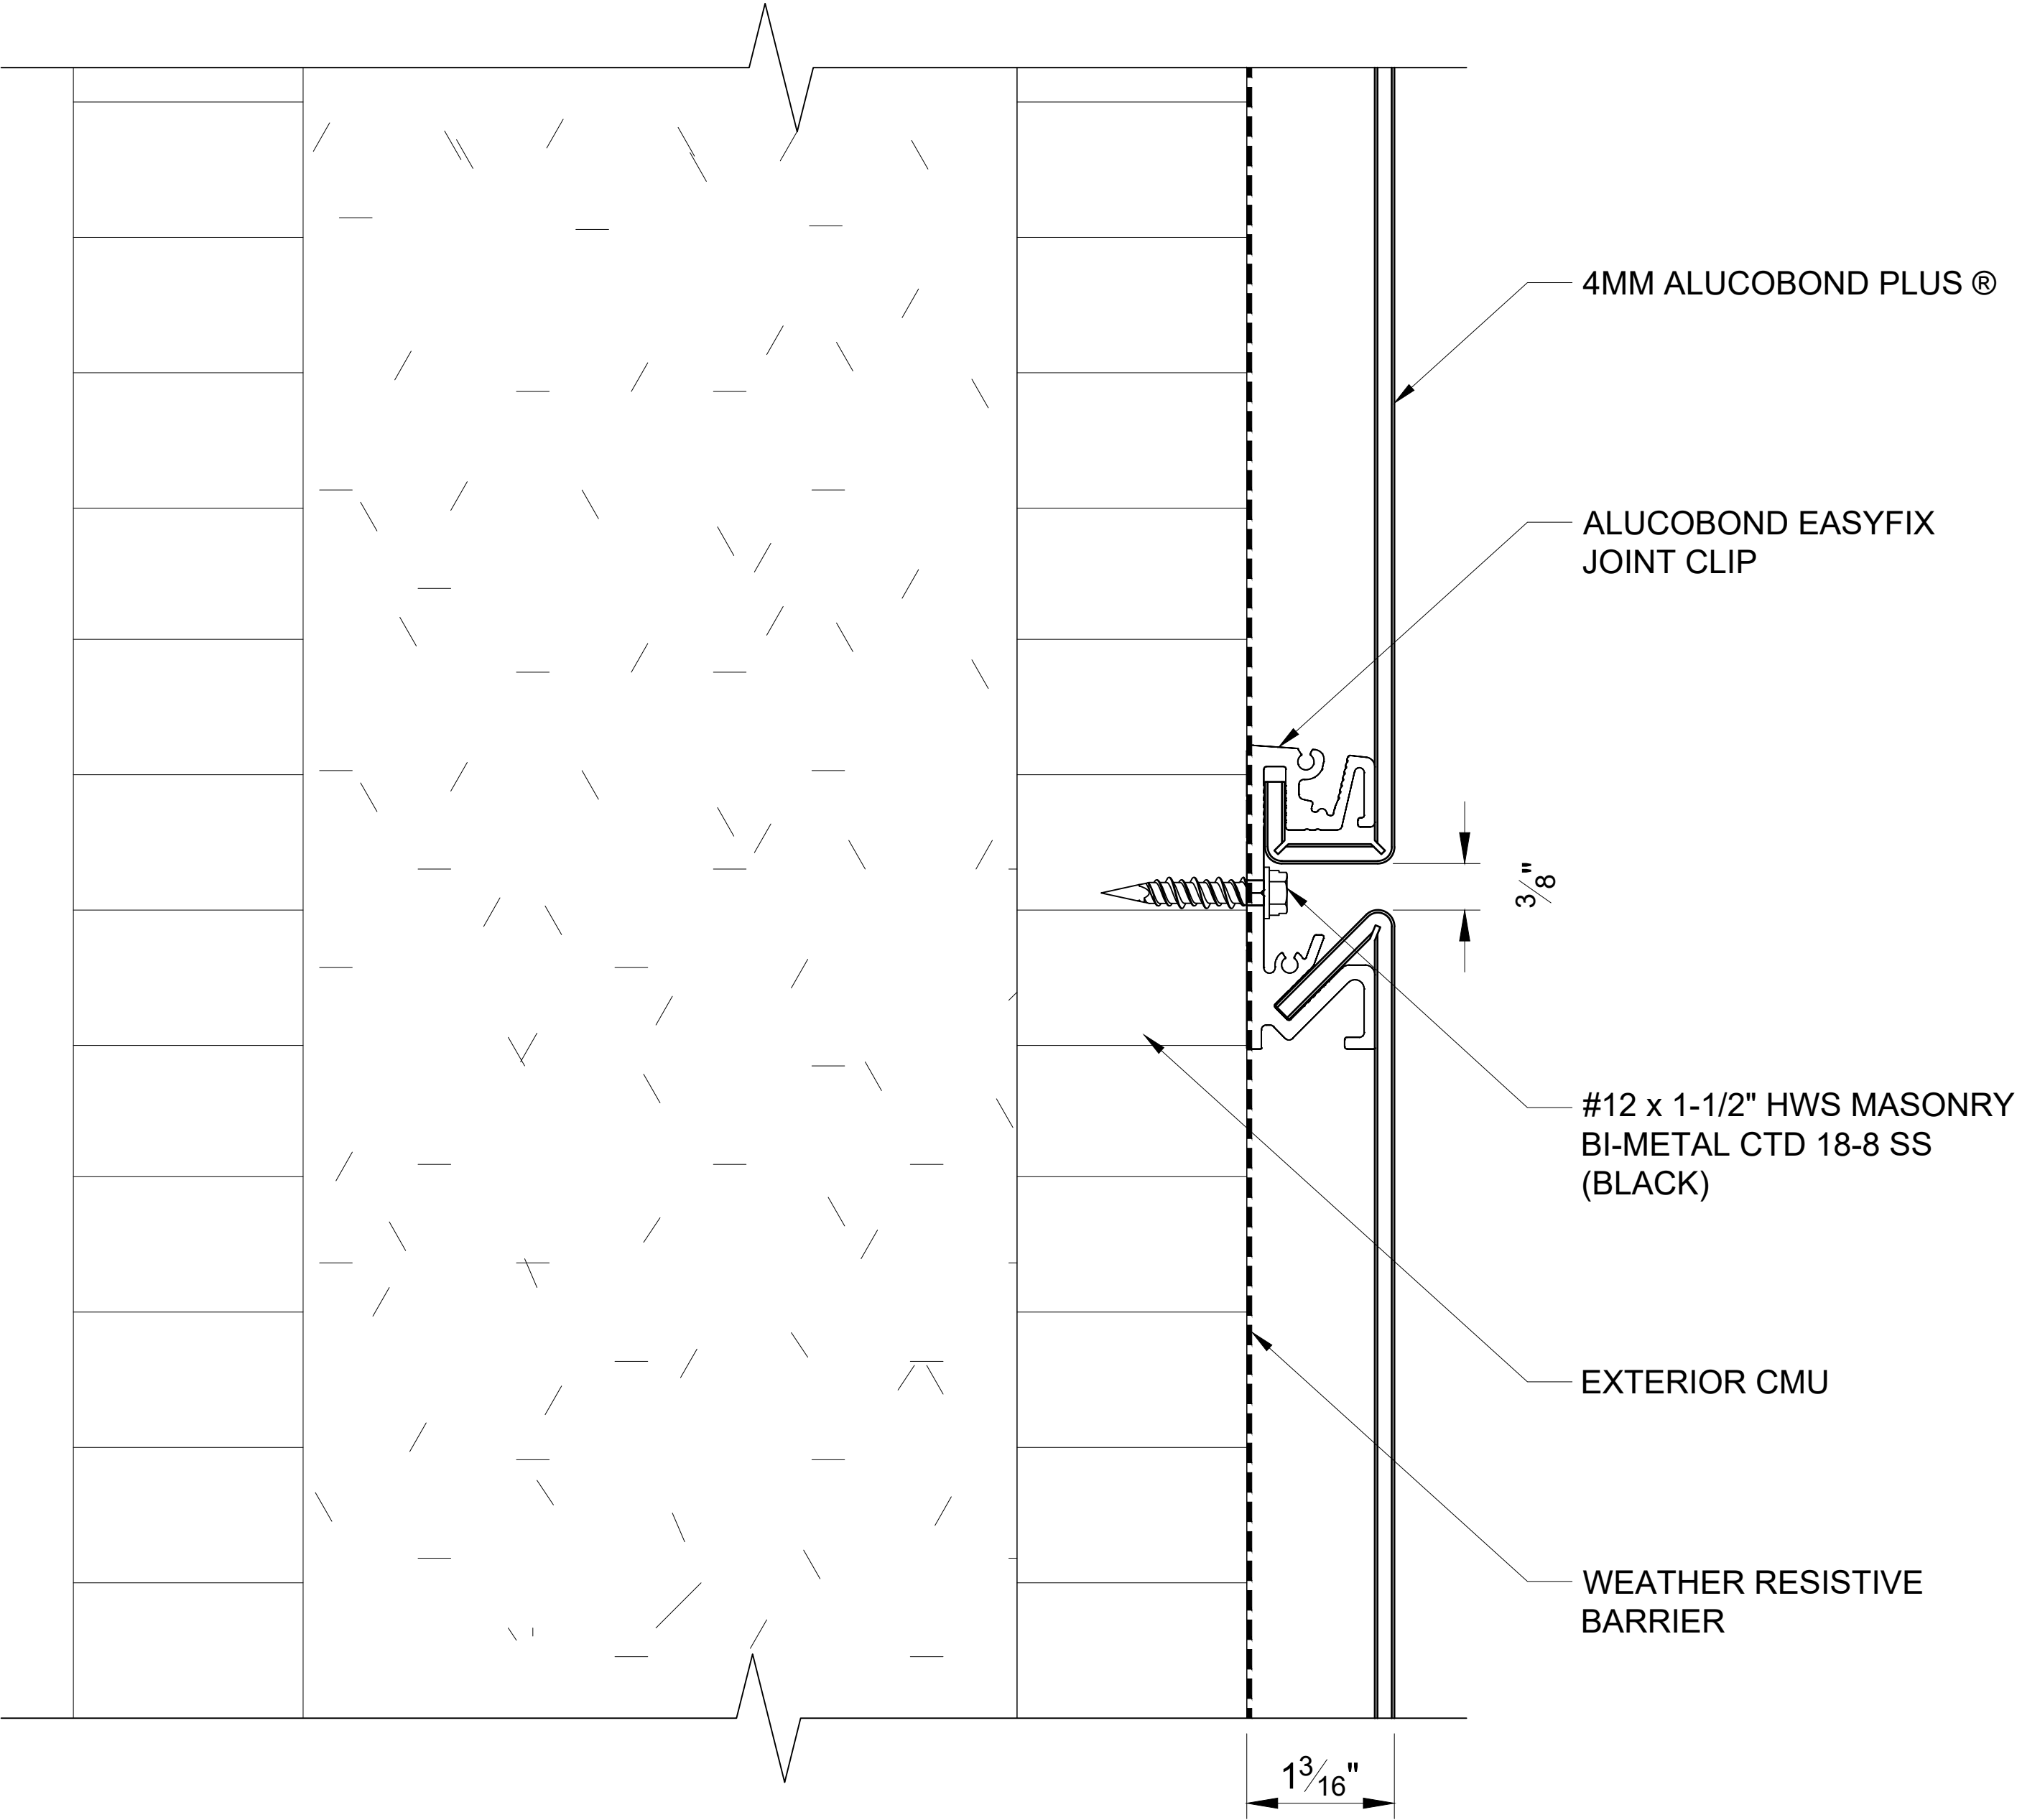 4MM ALUCOBOND PLUS ®
ALUCOBOND EASYFIX
JOINT CLIP
3/8"
#12 x 1-1/2" HWS MASONRY
BI-METAL CTD 18-8 SS
(BLACK)
EXTERIOR CMU
WEATHER RESISTIVE
BARRIER
1 3/16"